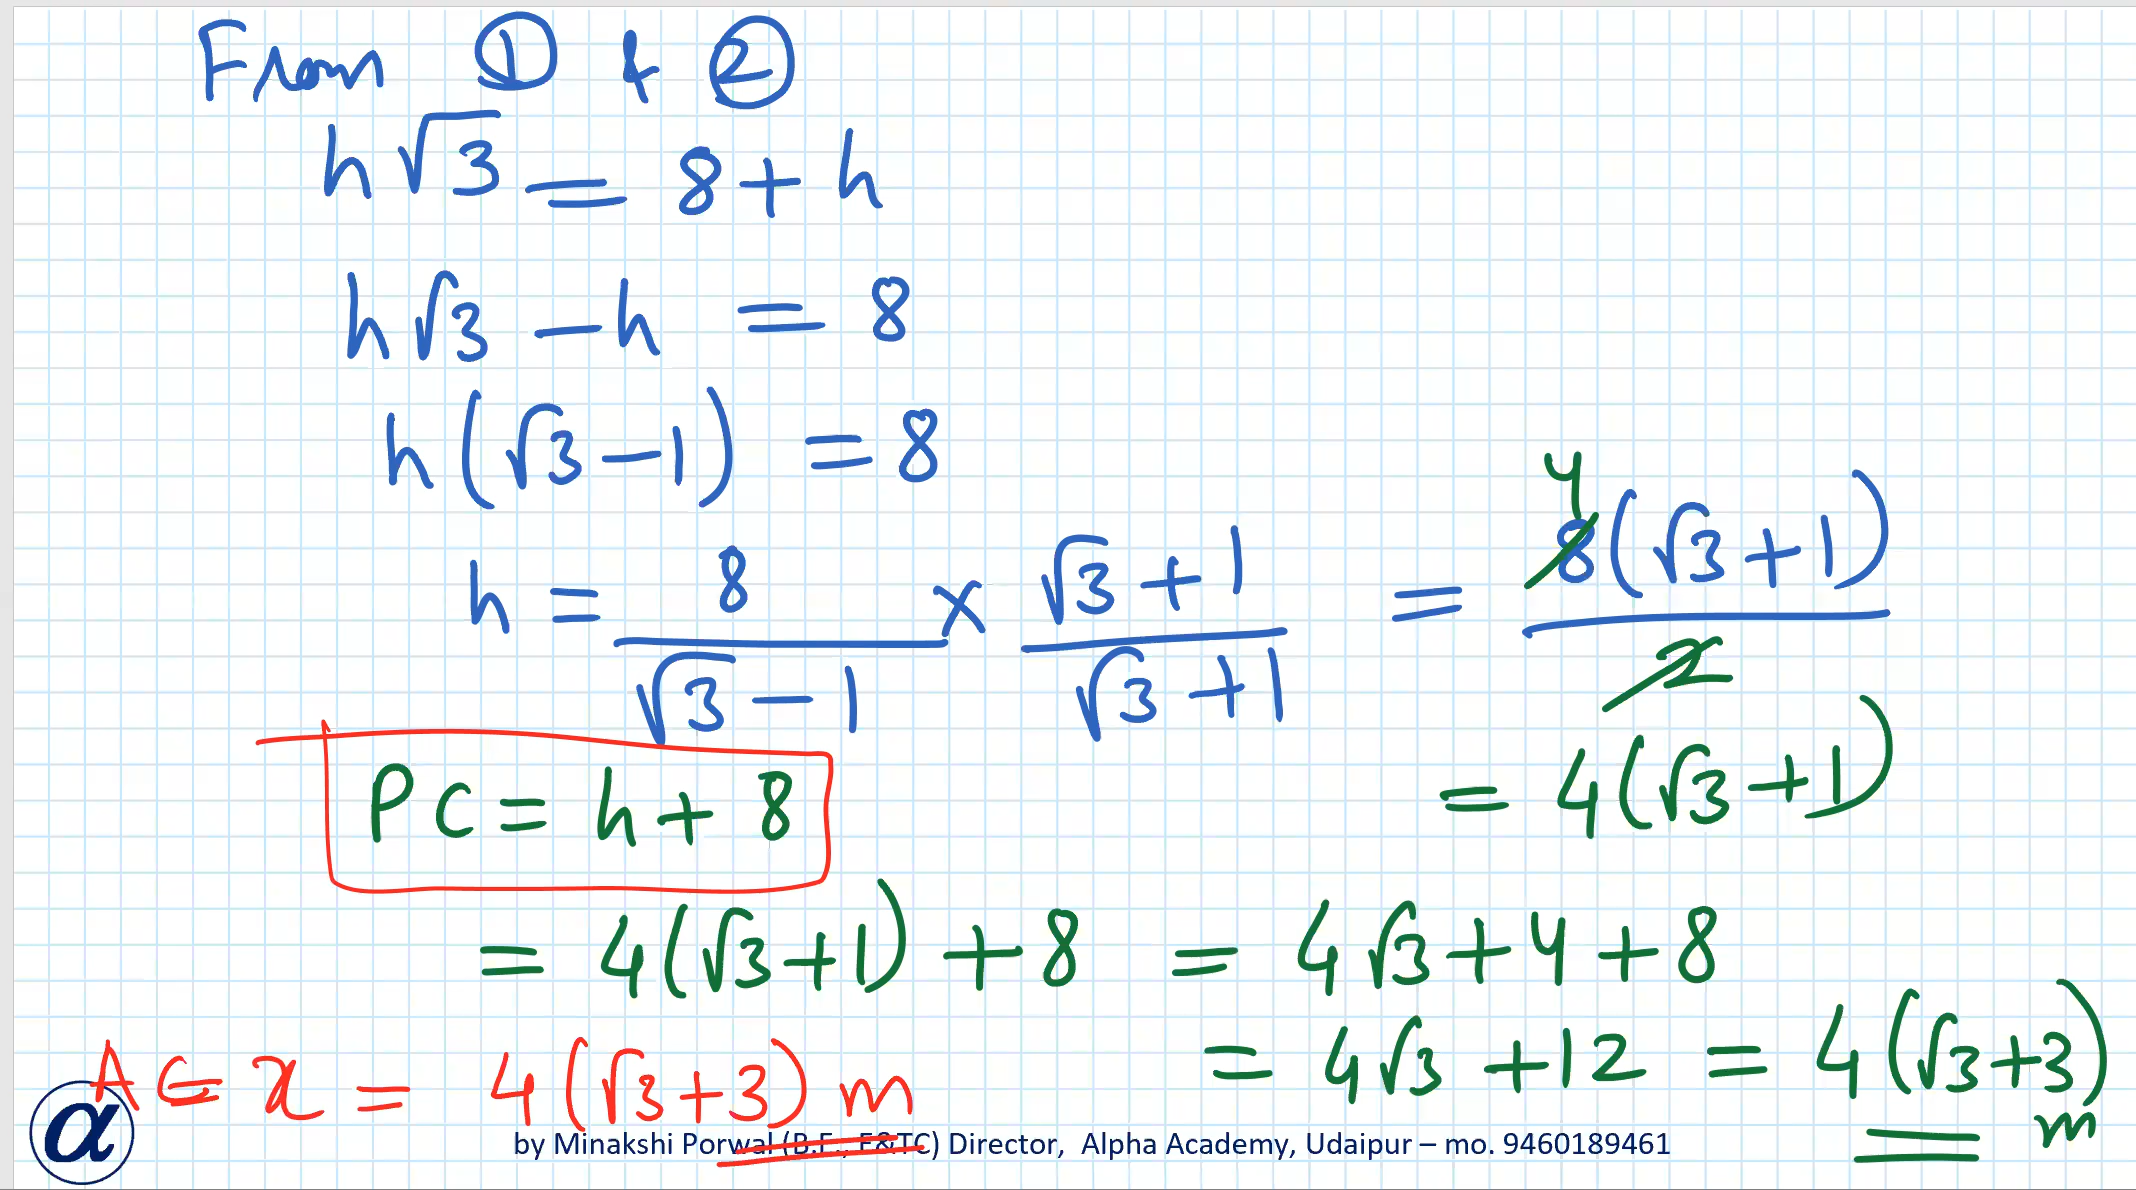 From ① & ②
h√3 = 8 + h
h√3 − h = 8
h(√3 − 1) = 8
h = 8/(√3 − 1) × (√3 + 1)/(√3 + 1) = 8(√3 + 1)/2 4
= 4(√3 + 1)
PC = h + 8
= 4(√3 + 1) + 8 = 4√3 + 4 + 8
= 4√3 + 12 = 4(√3 + 3) m
AC = x = 4(√3 + 3) m
α by Minakshi Porwal (B.E., E&TC) Director, Alpha Academy, Udaipur – mo. 9460189461